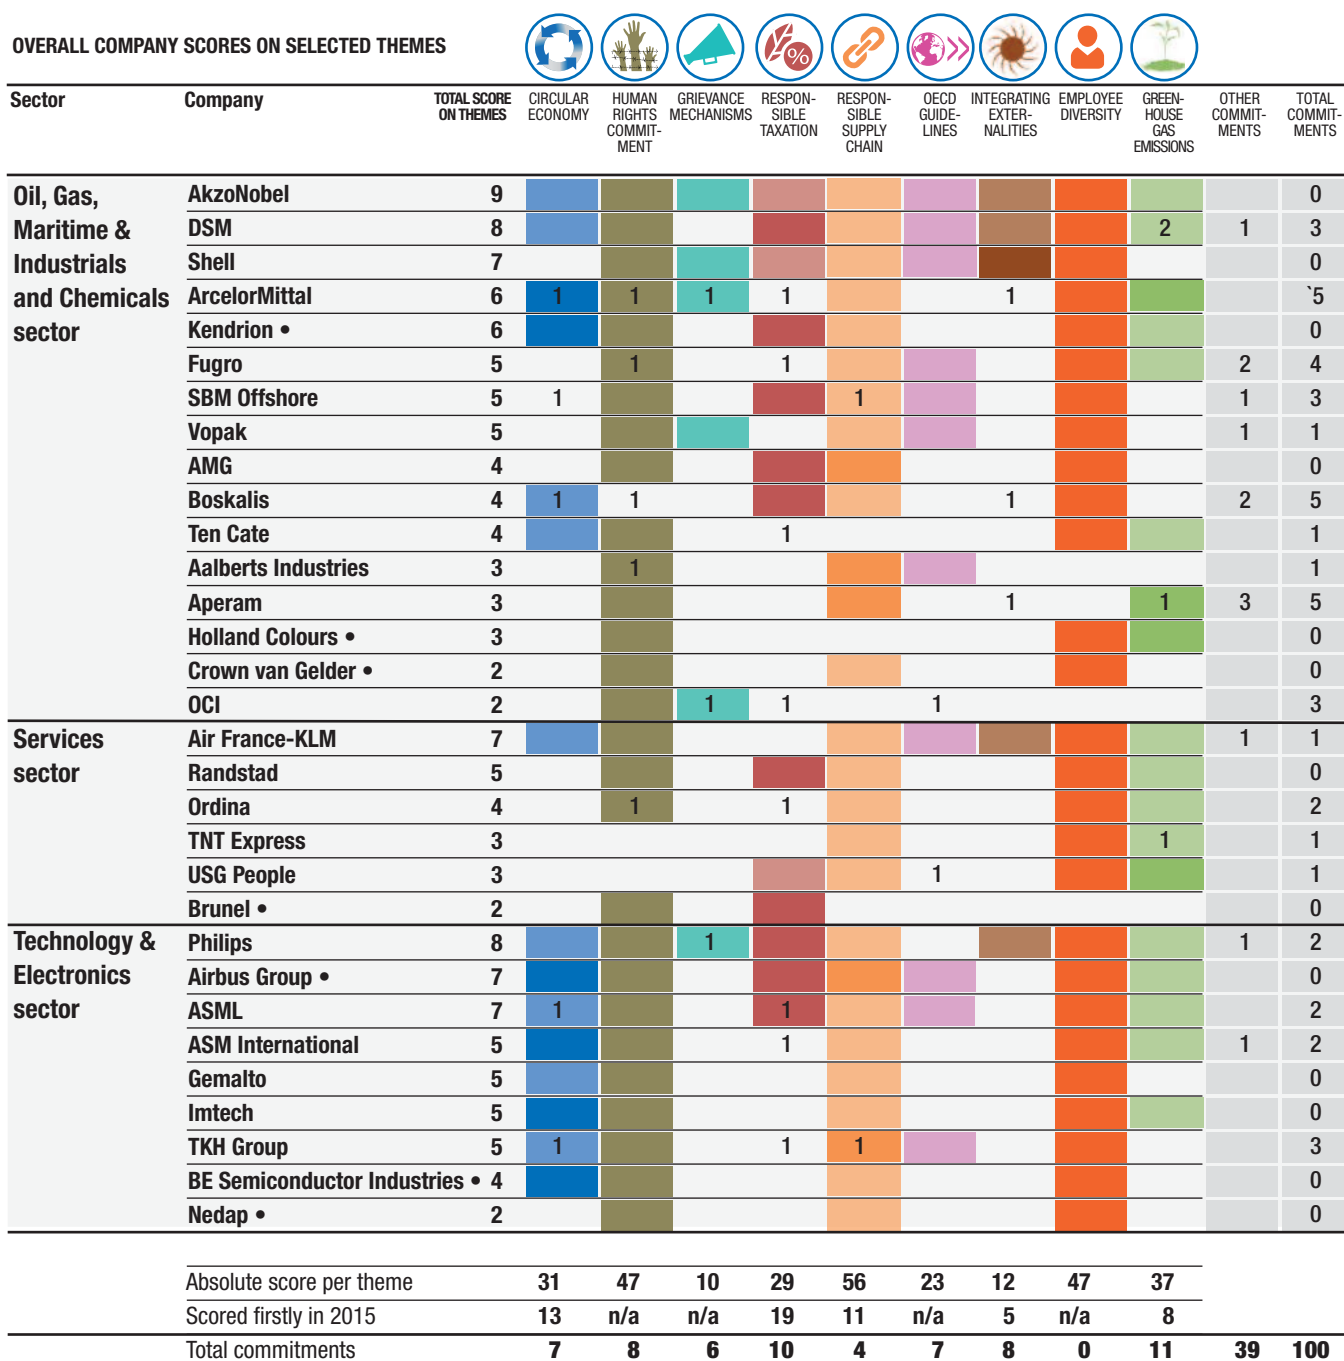 OVERALL COMPANY SCORES ON SELECTED THEMES
%
Sector Company TOTAL SCORE ON THEMES CIRCULAR ECONOMY HUMAN RIGHTS COMMIT-MENT GRIEVANCE MECHANISMS RESPON-SIBLE TAXATION RESPON-SIBLE SUPPLY CHAIN OECD GUIDE-LINES INTEGRATING EXTER-NALITIES EMPLOYEE DIVERSITY GREEN-HOUSE GAS EMISSIONS OTHER COMMIT-MENTS TOTAL COMMIT-MENTS
Oil, Gas, Maritime & Industrials and Chemicals sector
AkzoNobel 9 0
DSM 8 2 1 3
Shell 7 0
ArcelorMittal 6 1 1 1 1 1 `5
Kendrion • 6 0
Fugro 5 1 1 2 4
SBM Offshore 5 1 1 1 3
Vopak 5 1 1
AMG 4 0
Boskalis 4 1 1 1 2 5
Ten Cate 4 1 1
Aalberts Industries 3 1 1
Aperam 3 1 1 3 5
Holland Colours • 3 0
Crown van Gelder • 2 0
OCI 2 1 1 1 3
Services sector
Air France-KLM 7 1 1
Randstad 5 0
Ordina 4 1 1 2
TNT Express 3 1 1
USG People 3 1 1
Brunel • 2 0
Technology & Electronics sector
Philips 8 1 1 2
Airbus Group • 7 0
ASML 7 1 1 2
ASM International 5 1 1 2
Gemalto 5 0
Imtech 5 0
TKH Group 5 1 1 1 3
BE Semiconductor Industries • 4 0
Nedap • 2 0
Absolute score per theme 31 47 10 29 56 23 12 47 37
Scored firstly in 2015 13 n/a n/a 19 11 n/a 5 n/a 8
Total commitments 7 8 6 10 4 7 8 0 11 39 100